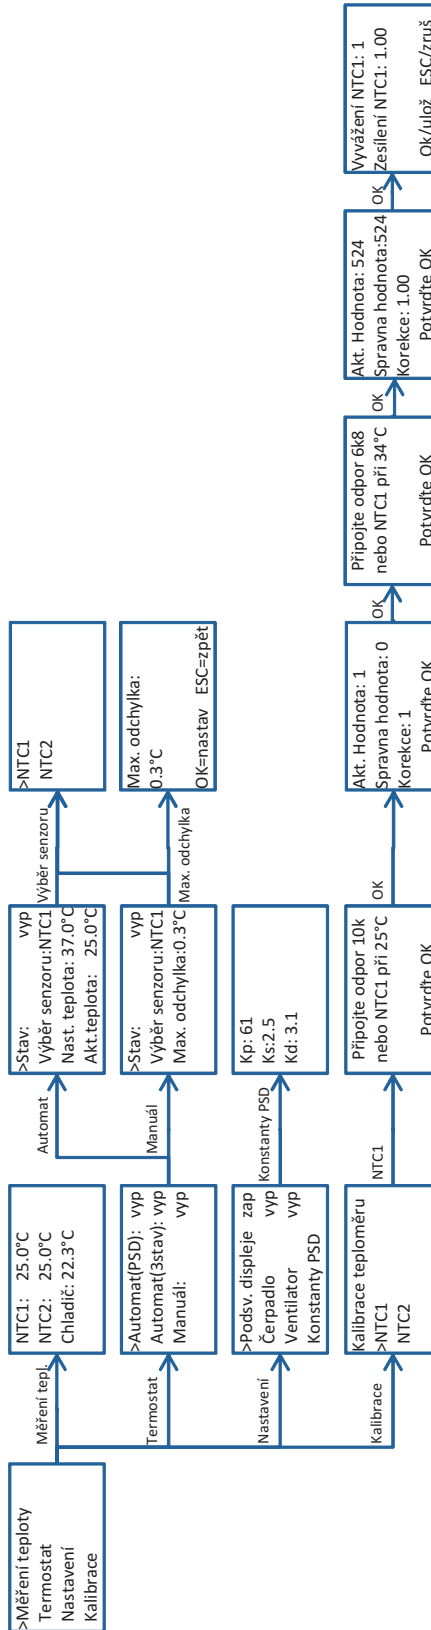 >Měření teploty
Termostat
Nastavení
Kalibrace
Měření tepl.
NTC1: 25.0°C
NTC2: 25.0°C
Chladič: 22.3°C
Termostat
>Automat(PSD): vyp
Automat(3stav): vyp
Manuál: vyp
Automat
>Stav: vyp
Výběr senzoru:NTC1
Nast. teplota: 37.0°C
Akt.teplota: 25.0°C
Výběr senzoru
>NTC1
NTC2
Manuál
>Stav: vyp
Výběr senzoru:NTC1
Max. odchylka:0.3°C
Max. odchylka
Max. odchylka:
0.3°C
OK=nastav ESC=zpět
Nastavení
>Podsv. displeje zap
Čerpadlo vyp
Ventilator vyp
Konstanty PSD
Konstanty PSD
Kp: 61
Ks:2.5
Kd: 3.1
Kalibrace
Kalibrace teploměru
>NTC1
NTC2
NTC1
Připojte odpor 10k
nebo NTC1 při 25°C
Potvrďte OK
OK
Akt. Hodnota: 1
Spravna hodnota: 0
Korekce: 1
Potvrďte OK
OK
Připojte odpor 6k8
nebo NTC1 při 34°C
Potvrďte OK
OK
Akt. Hodnota: 524
Spravna hodnota:524
Korekce: 1.00
Potvrďte OK
OK
Vyvážení NTC1: 1
Zesílení NTC1: 1.00
Ok/ulož ESC/zruš